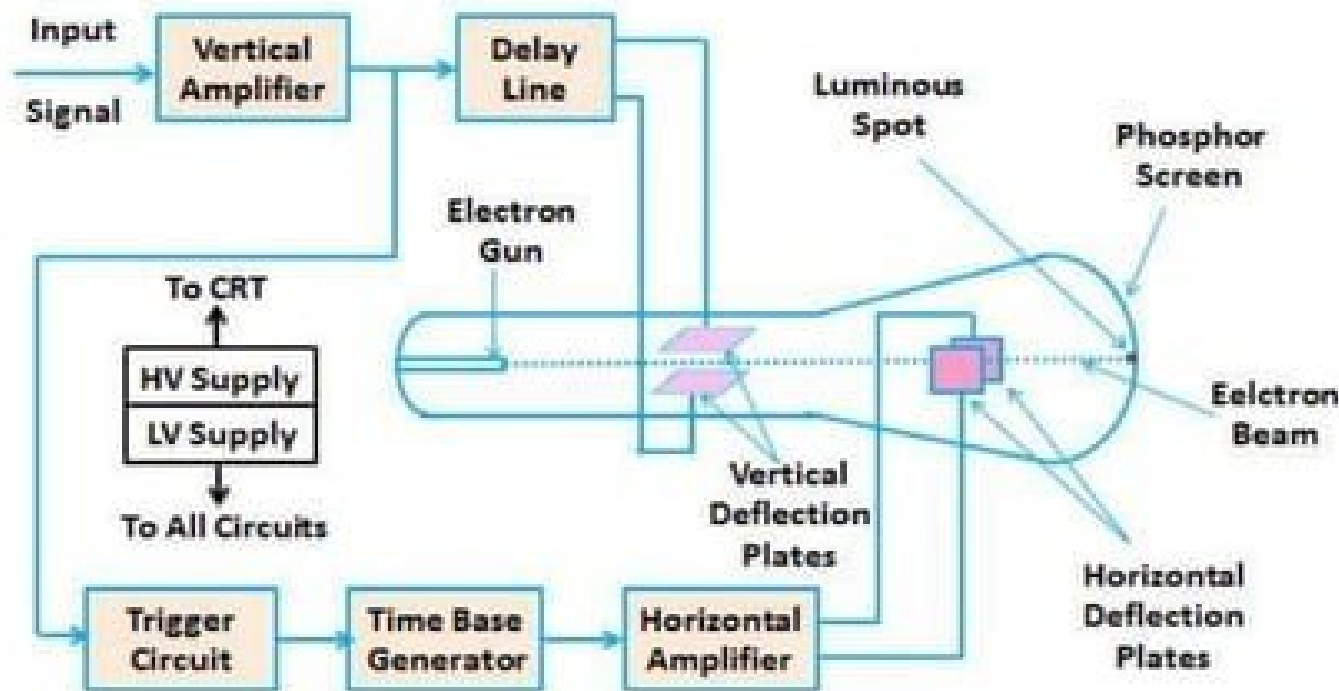 Input
Signal
Vertical
Amplifier
Delay
Line
Luminous
Spot
Phosphor
Screen
Electron
Gun
To CRT
HV Supply
LV Supply
To All Circuits
Eelctron
Beam
Vertical
Deflection
Plates
Horizontal
Deflection
Plates
Trigger
Circuit
Time Base
Generator
Horizontal
Amplifier